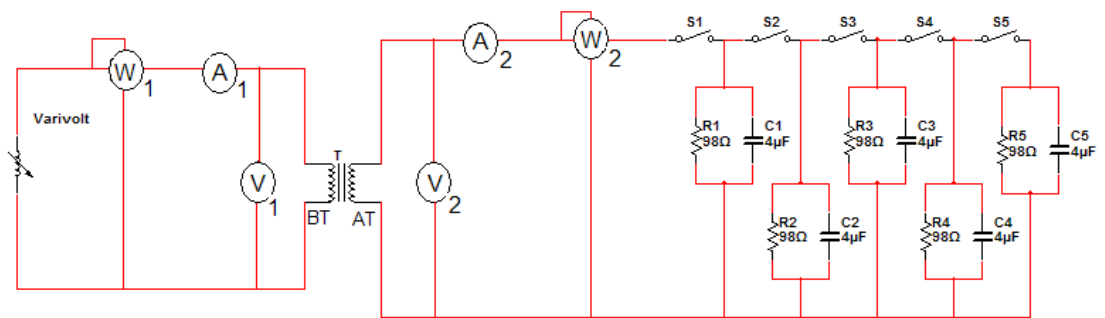 Varivolt
W 1
A 1
V 1
T
BT
AT
V 2
A 2
W 2
S1
S2
S3
S4
S5
R1
98Ω
C1
4µF
R2
98Ω
C2
4µF
R3
98Ω
C3
4µF
R4
98Ω
C4
4µF
R5
98Ω
C5
4µF